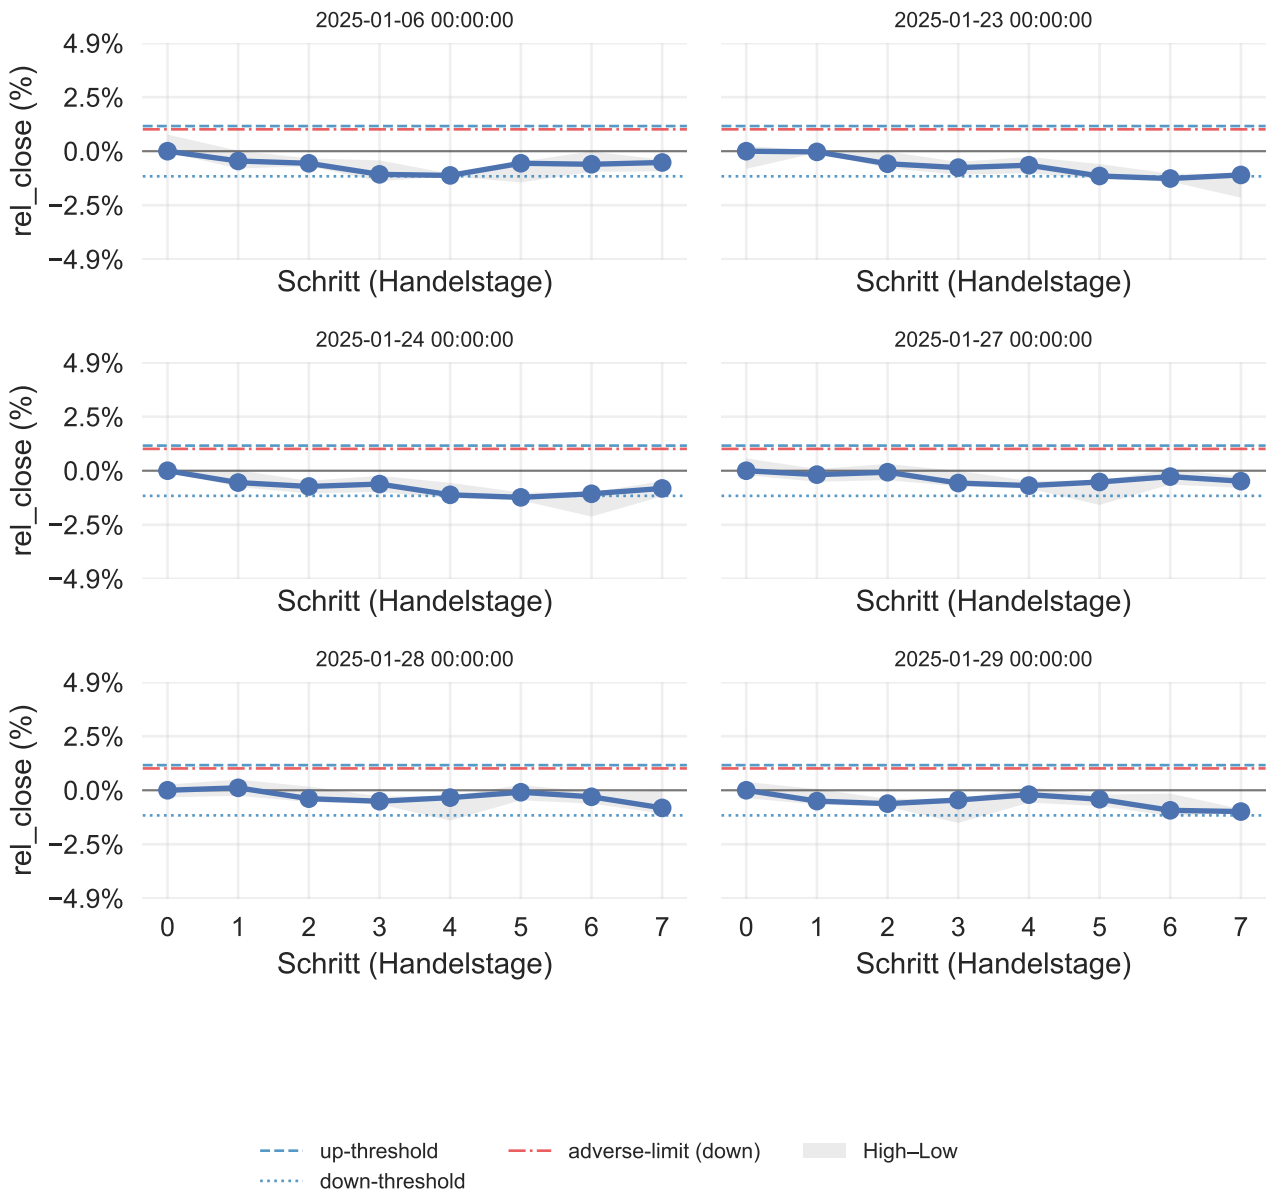 2025-01-06 00:00:00
2025-01-23 00:00:00
4.9%
2.5%
0.0%
−2.5%
−4.9%
rel_close (%)
Schritt (Handelstage)
Schritt (Handelstage)
2025-01-24 00:00:00
2025-01-27 00:00:00
4.9%
2.5%
0.0%
−2.5%
−4.9%
rel_close (%)
Schritt (Handelstage)
Schritt (Handelstage)
2025-01-28 00:00:00
2025-01-29 00:00:00
4.9%
2.5%
0.0%
−2.5%
−4.9%
rel_close (%)
0 1 2 3 4 5 6 7
0 1 2 3 4 5 6 7
Schritt (Handelstage)
Schritt (Handelstage)
up-threshold
down-threshold
adverse-limit (down)
High–Low